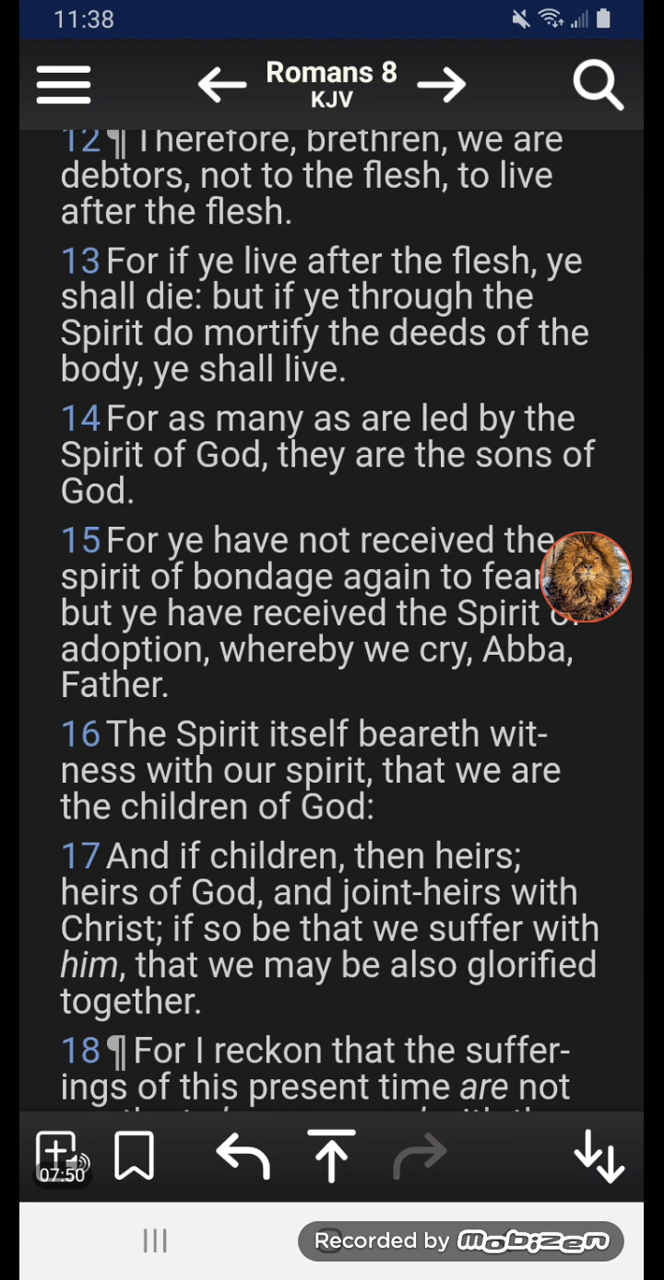 11:38
Romans 8
KJV
12 ¶ Therefore, brethren, we are
debtors, not to the flesh, to live
after the flesh.
13 For if ye live after the flesh, ye
shall die: but if ye through the
Spirit do mortify the deeds of the
body, ye shall live.
14 For as many as are led by the
Spirit of God, they are the sons of
God.
15 For ye have not received the
spirit of bondage again to fear
but ye have received the Spirit of
adoption, whereby we cry, Abba,
Father.
16 The Spirit itself beareth wit-
ness with our spirit, that we are
the children of God:
17 And if children, then heirs;
heirs of God, and joint-heirs with
Christ; if so be that we suffer with
him, that we may be also glorified
together.
18 ¶ For I reckon that the suffer-
ings of this present time are not
07:50
Recorded by mobizen